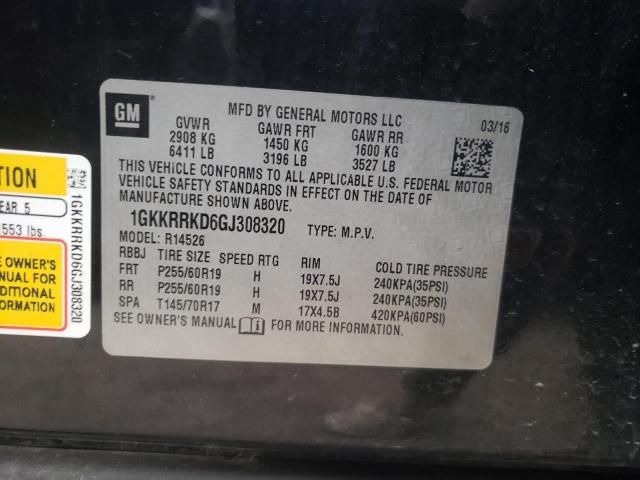 GM
MFD BY GENERAL MOTORS LLC
03/16
GVWR GAWR FRT GAWR RR
2908 KG 1450 KG 1600 KG
6411 LB 3196 LB 3527 LB
THIS VEHICLE CONFORMS TO ALL APPLICABLE U.S. FEDERAL MOTOR
VEHICLE SAFETY STANDARDS IN EFFECT ON THE DATE OF
MANUFACTURE SHOWN ABOVE.
1GKKRRKD6GJ308320 TYPE: M.P.V.
MODEL: R14526
RBBJ TIRE SIZE SPEED RTG RIM COLD TIRE PRESSURE
FRT P255/60R19 H 19X7.5J 240KPA(35PSI)
RR P255/60R19 H 19X7.5J 240KPA(35PSI)
SPA T145/70R17 M 17X4.5B 420KPA(60PSI)
SEE OWNER'S MANUAL FOR MORE INFORMATION.
EAR 5
553 lbs.
E OWNER'S
ANUAL FOR
DDITIONAL
ORMATION
1GKKRRKD6GJ308320